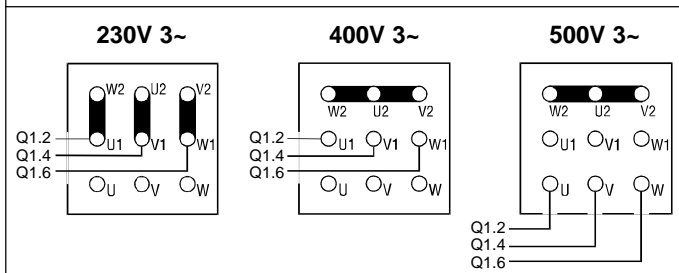 230V 3~ 400V 3~ 500V 3~
W2 U2 V2
Q1.2 U1 V1 W1
Q1.4
Q1.6
U V W
W2 U2 V2
Q1.2 U1 V1 W1
Q1.4
Q1.6
U V W
W2 U2 V2
U1 V1 W1
U V W
Q1.2
Q1.4
Q1.6